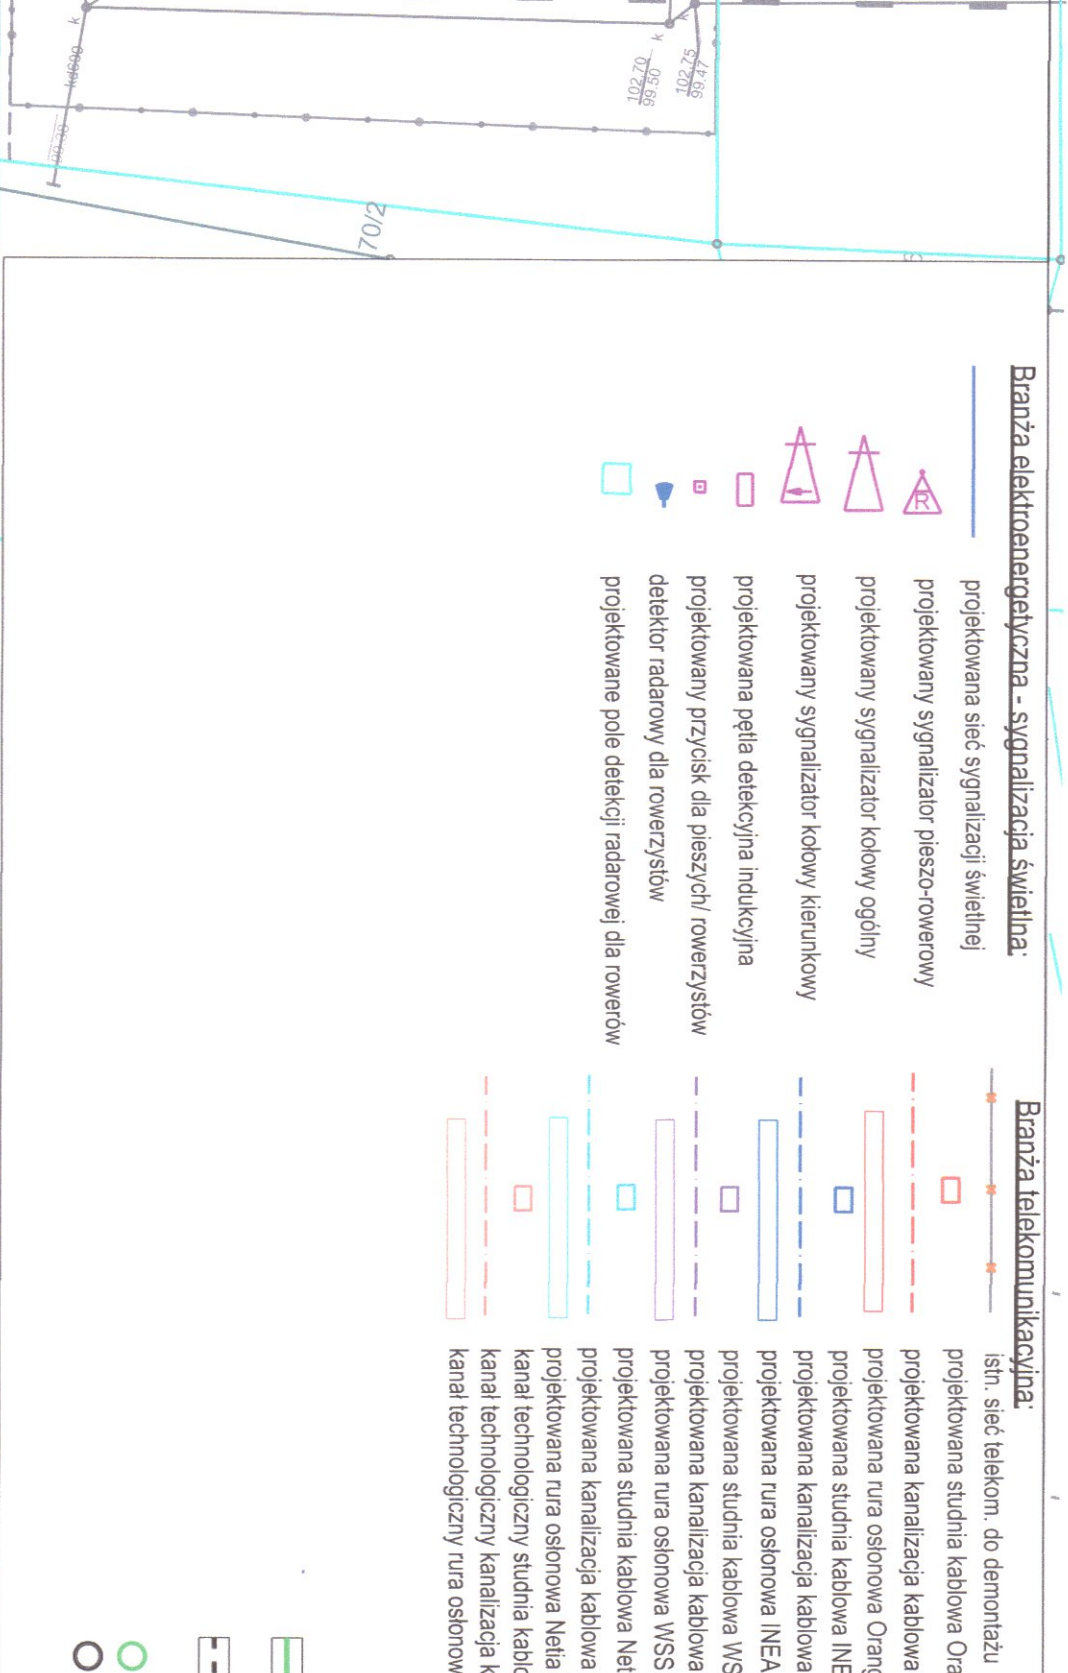 k
kd600
99.30
k
k
102.70
99.50
102.75
99.47
70/2
Branża elektroenergetyczna - sygnalizacja świetlna:
projektowana sieć sygnalizacji świetlnej
R
projektowany sygnalizator pieszo-rowerowy
projektowany sygnalizator kołowy ogólny
projektowany sygnalizator kołowy kierunkowy
projektowana pętla detekcyjna indukcyjna
projektowany przycisk dla pieszych/ rowerzystów
detektor radarowy dla rowerzystów
projektowane pole detekcji radarowej dla rowerów
Branża telekomunikacyjna:
istn. sieć telekom. do demontażu
projektowana studnia kablowa Ora
projektowana kanalizacja kablowa
projektowana rura osłonowa Orang
projektowana studnia kablowa INE
projektowana kanalizacja kablowa
projektowana rura osłonowa INEA
projektowana studnia kablowa WS
projektowana kanalizacja kablowa
projektowana rura osłonowa WSS
projektowana studnia kablowa Net
projektowana kanalizacja kablowa
projektowana rura osłonowa Netia
kanał technologiczny studnia kablo
kanał technologiczny kanalizacja k
kanał technologiczny rura osłonow